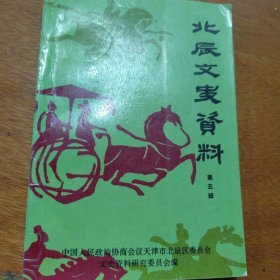 北辰文史資料
第五辑
中国人民政治协商会议天津市北辰区委员会
文史资料研究委员会编